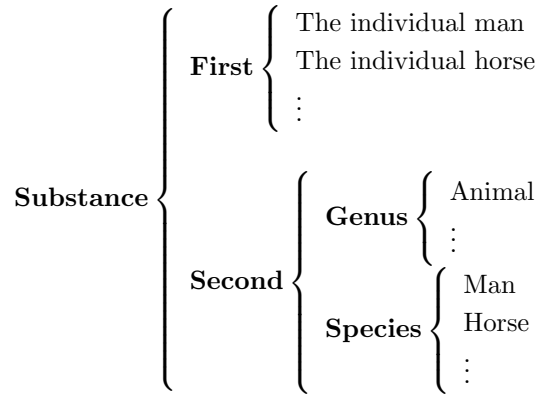 The individual man
First
The individual horse
⋮
Substance
Animal
Genus
⋮
Second
Man
Species
Horse
⋮